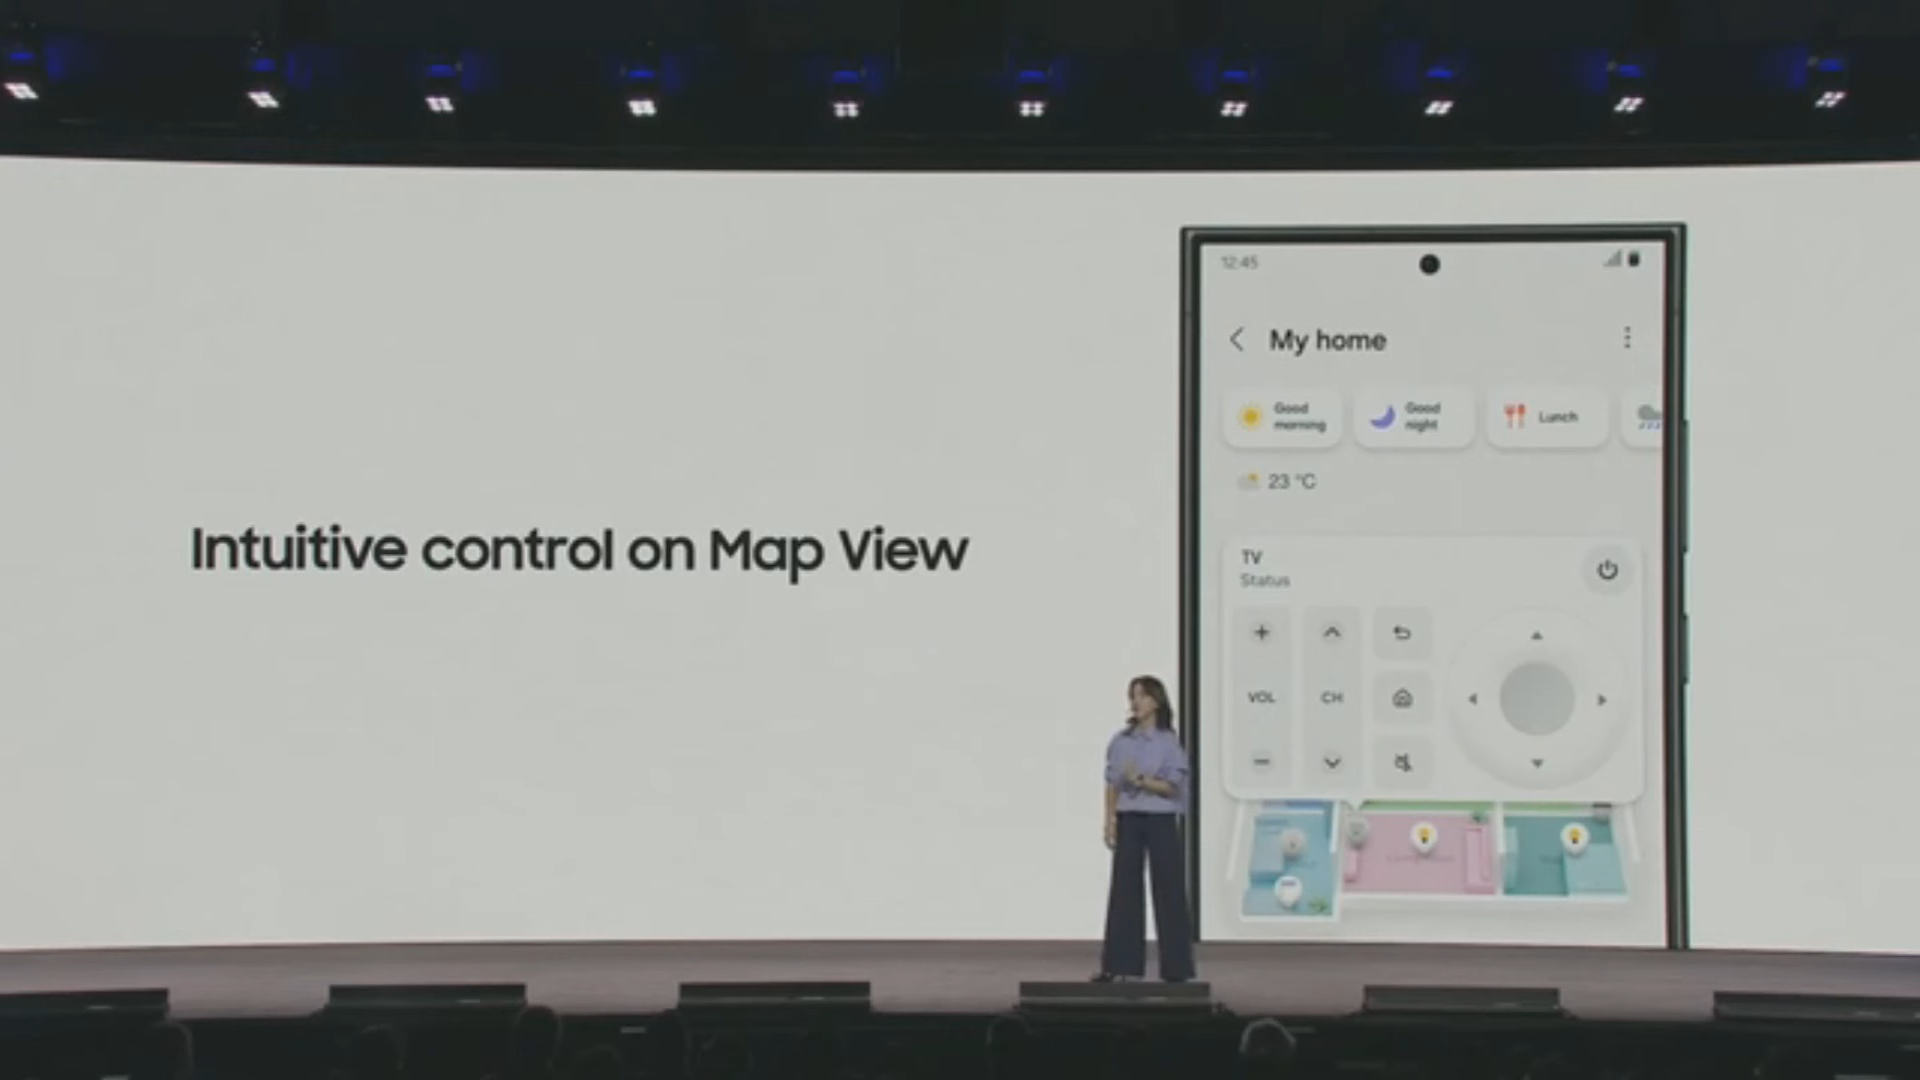 Intuitive control on Map View
12:45
My home
Good
morning
Good
night
Lunch
23 °C
TV
Status
VOL
CH